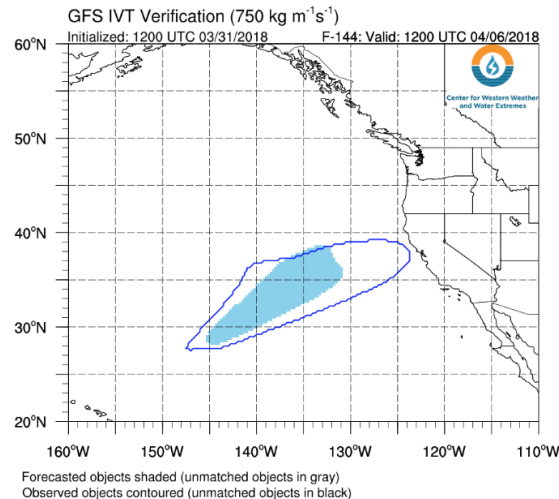 GFS IVT Verification (750 kg m⁻¹s⁻¹)
Initialized: 1200 UTC 03/31/2018 F-144: Valid: 1200 UTC 04/06/2018
60°N
Center for Western Weather
and Water Extremes
50°N
40°N
30°N
20°N
160°W 150°W 140°W 130°W 120°W 110°W
Forecasted objects shaded (unmatched objects in gray)
Observed objects contoured (unmatched objects in black)